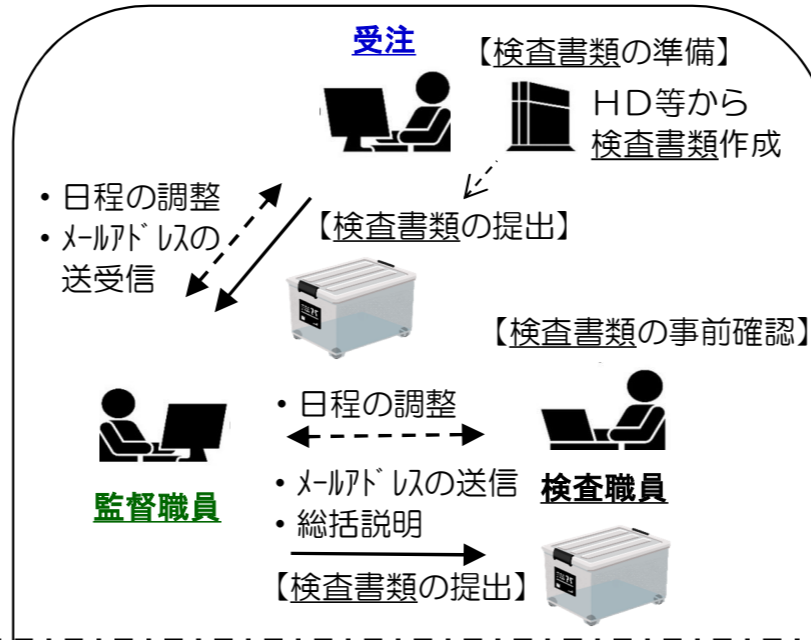 受注
【検査書類の準備】
ＨＤ等から
検査書類作成
・日程の調整
・ﾒｰﾙｱﾄﾞﾚｽの
送受信
【検査書類の提出】
【検査書類の事前確認】
・日程の調整
監督職員
・ﾒｰﾙｱﾄﾞﾚｽの送信
検査職員
・総括説明
【検査書類の提出】